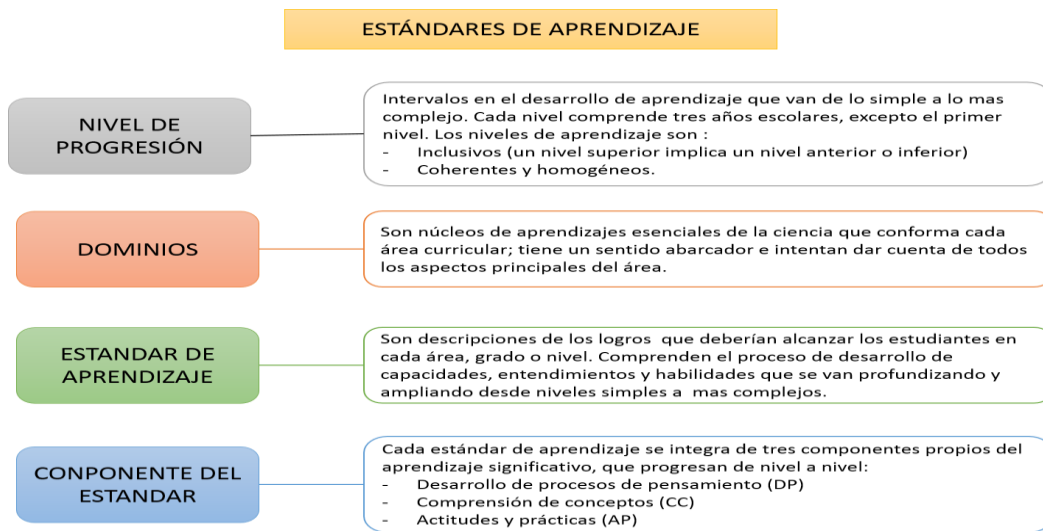 ESTÁNDARES DE APRENDIZAJE
NIVEL DE
PROGRESIÓN
Intervalos en el desarrollo de aprendizaje que van de lo simple a lo mas
complejo. Cada nivel comprende tres años escolares, excepto el primer
nivel. Los niveles de aprendizaje son :
- Inclusivos (un nivel superior implica un nivel anterior o inferior)
- Coherentes y homogéneos.
DOMINIOS
Son núcleos de aprendizajes esenciales de la ciencia que conforma cada
área curricular; tiene un sentido abarcador e intentan dar cuenta de todos
los aspectos principales del área.
ESTANDAR DE
APRENDIZAJE
Son descripciones de los logros que deberían alcanzar los estudiantes en
cada área, grado o nivel. Comprenden el proceso de desarrollo de
capacidades, entendimientos y habilidades que se van profundizando y
ampliando desde niveles simples a mas complejos.
CONPONENTE DEL
ESTANDAR
Cada estándar de aprendizaje se integra de tres componentes propios del
aprendizaje significativo, que progresan de nivel a nivel:
- Desarrollo de procesos de pensamiento (DP)
- Comprensión de conceptos (CC)
- Actitudes y prácticas (AP)